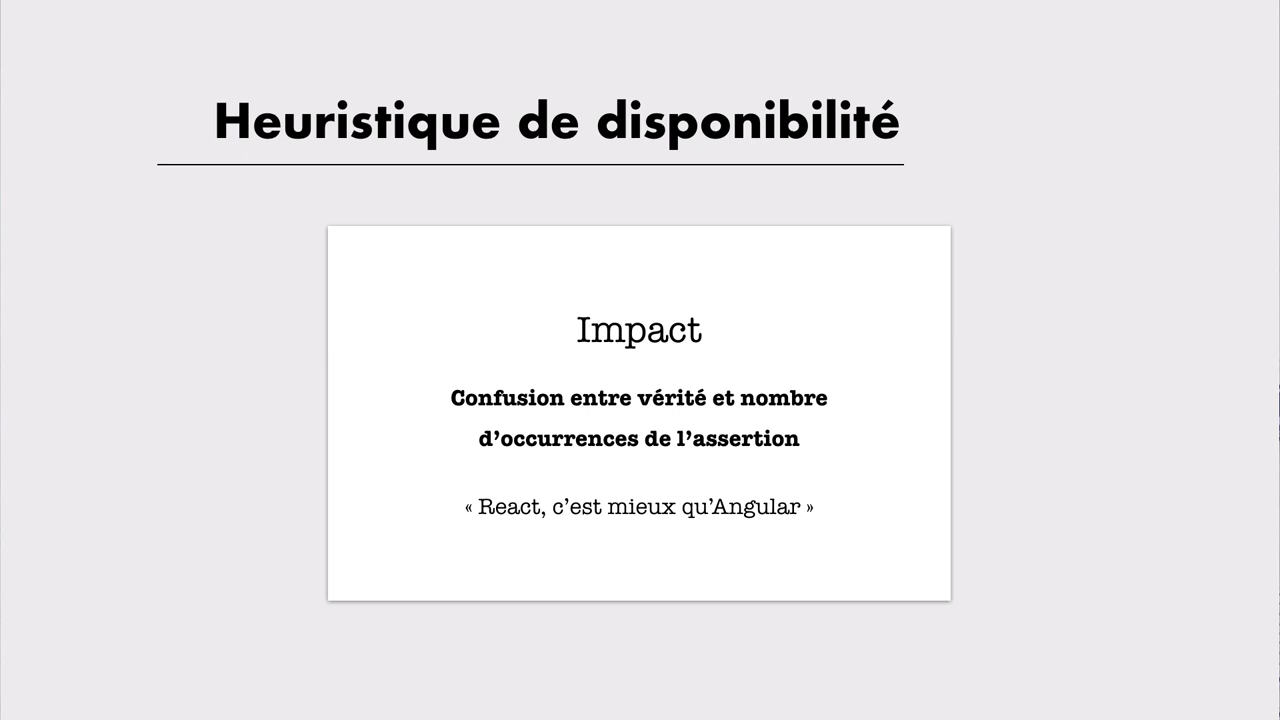 Heuristique de disponibilité
Impact
Confusion entre vérité et nombre
d’occurrences de l’assertion
« React, c’est mieux qu’Angular »